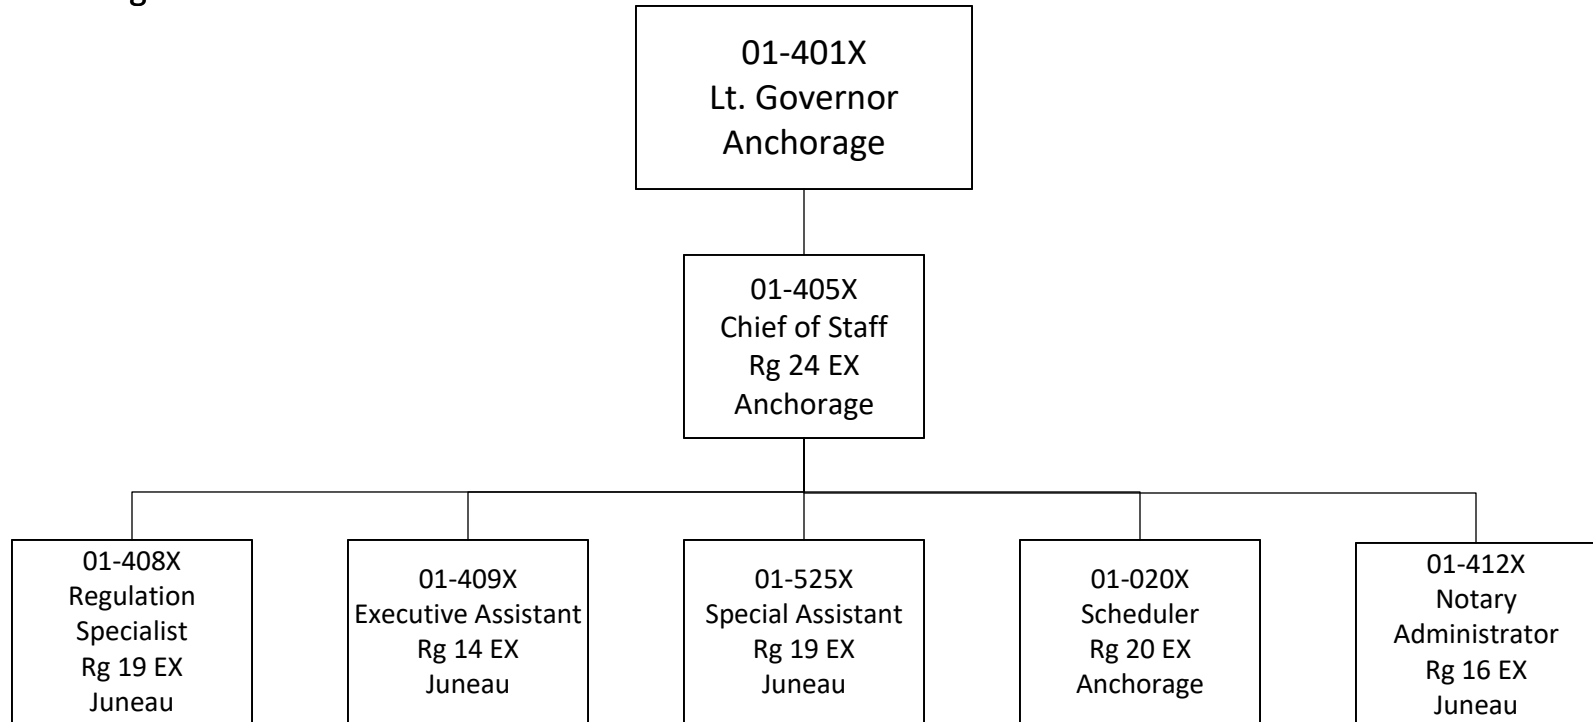 01-401X
Lt. Governor
Anchorage
01-405X
Chief of Staff
Rg 24 EX
Anchorage
01-408X
Regulation
Specialist
Rg 19 EX
Juneau
01-409X
Executive Assistant
Rg 14 EX
Juneau
01-525X
Special Assistant
Rg 19 EX
Juneau
01-020X
Scheduler
Rg 20 EX
Anchorage
01-412X
Notary
Administrator
Rg 16 EX
Juneau